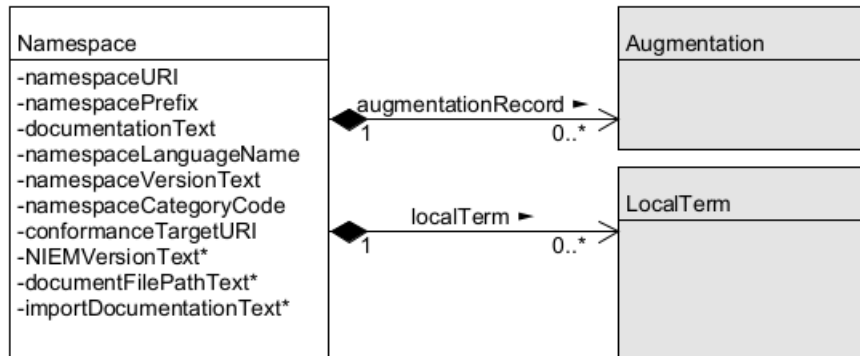 Namespace
-namespaceURI
-namespacePrefix
-documentationText
-namespaceLanguageName
-namespaceVersionText
-namespaceCategoryCode
-conformanceTargetURI
-NIEMVersionText*
-documentFilePathText*
-importDocumentationText*
augmentationRecord ►
1 0..*
localTerm ►
1 0..*
Augmentation
LocalTerm